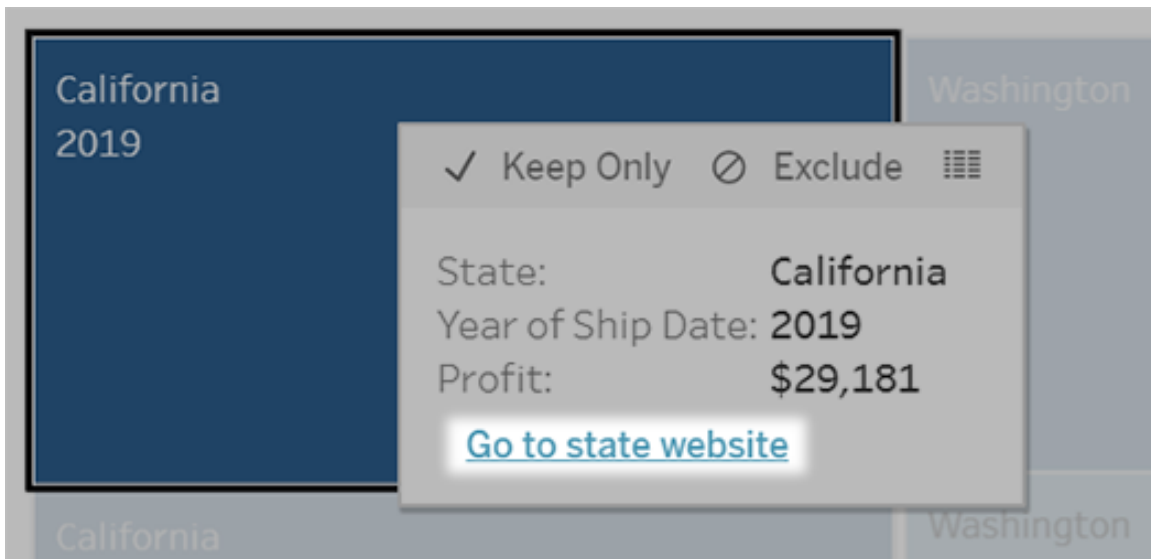 California
2019
Washington
Keep Only Exclude
State: California
Year of Ship Date: 2019
Profit: $29,181
Go to state website
California
Washington